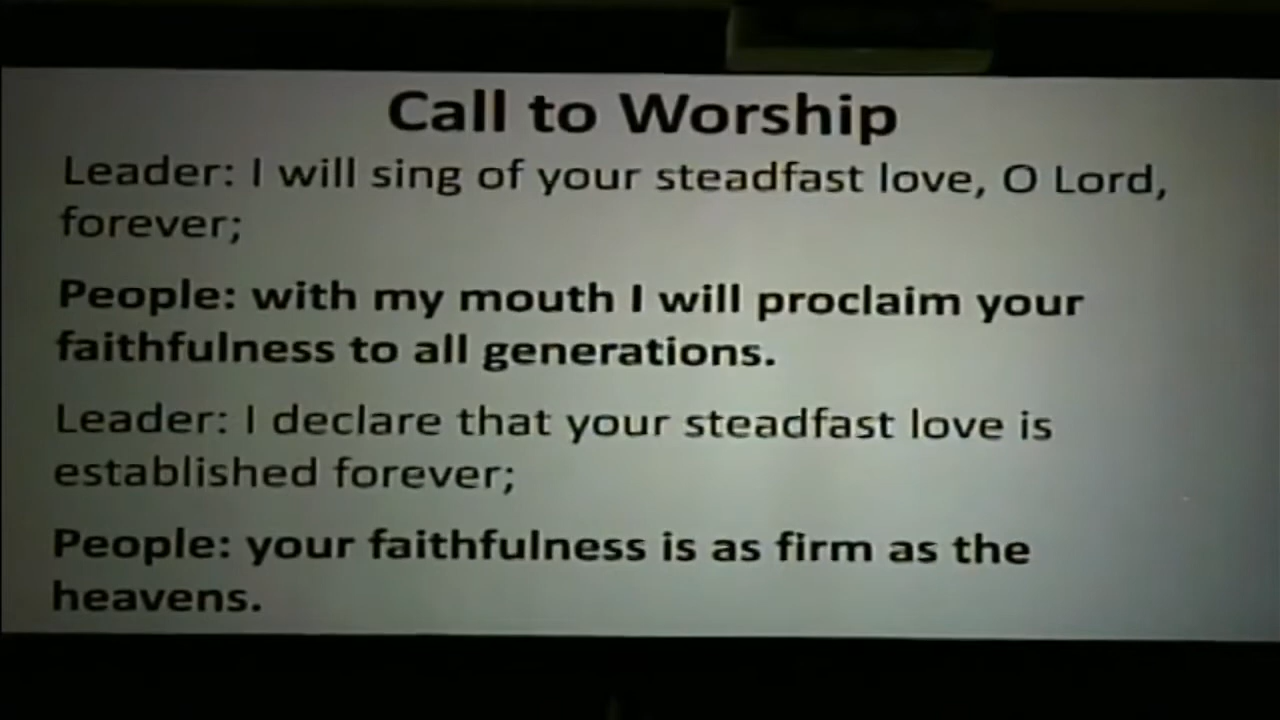 Call to Worship
Leader: I will sing of your steadfast love, O Lord,
forever;
People: with my mouth I will proclaim your
faithfulness to all generations.
Leader: I declare that your steadfast love is
established forever;
People: your faithfulness is as firm as the
heavens.